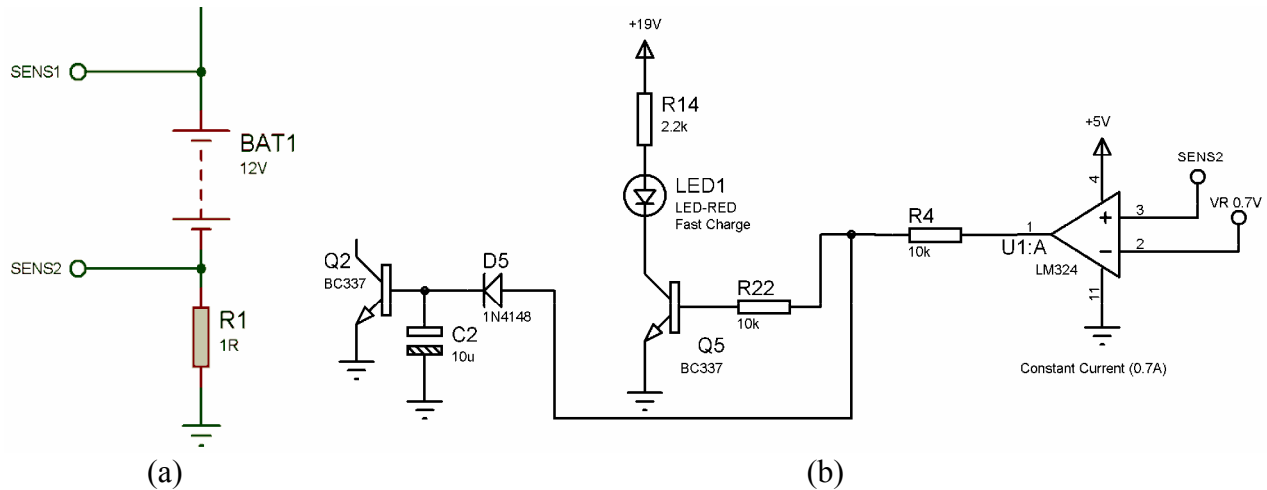 SENS1
BAT1
12V
SENS2
R1
1R
(a)
+19V
R14
2.2k
LED1
LED-RED
Fast Charge
Q2
BC337
D5
1N4148
C2
10u
R22
10k
Q5
BC337
R4
10k
+5V
4
SENS2
VR 0.7V
3
2
1
+
−
U1:A
LM324
11
Constant Current (0.7A)
(b)